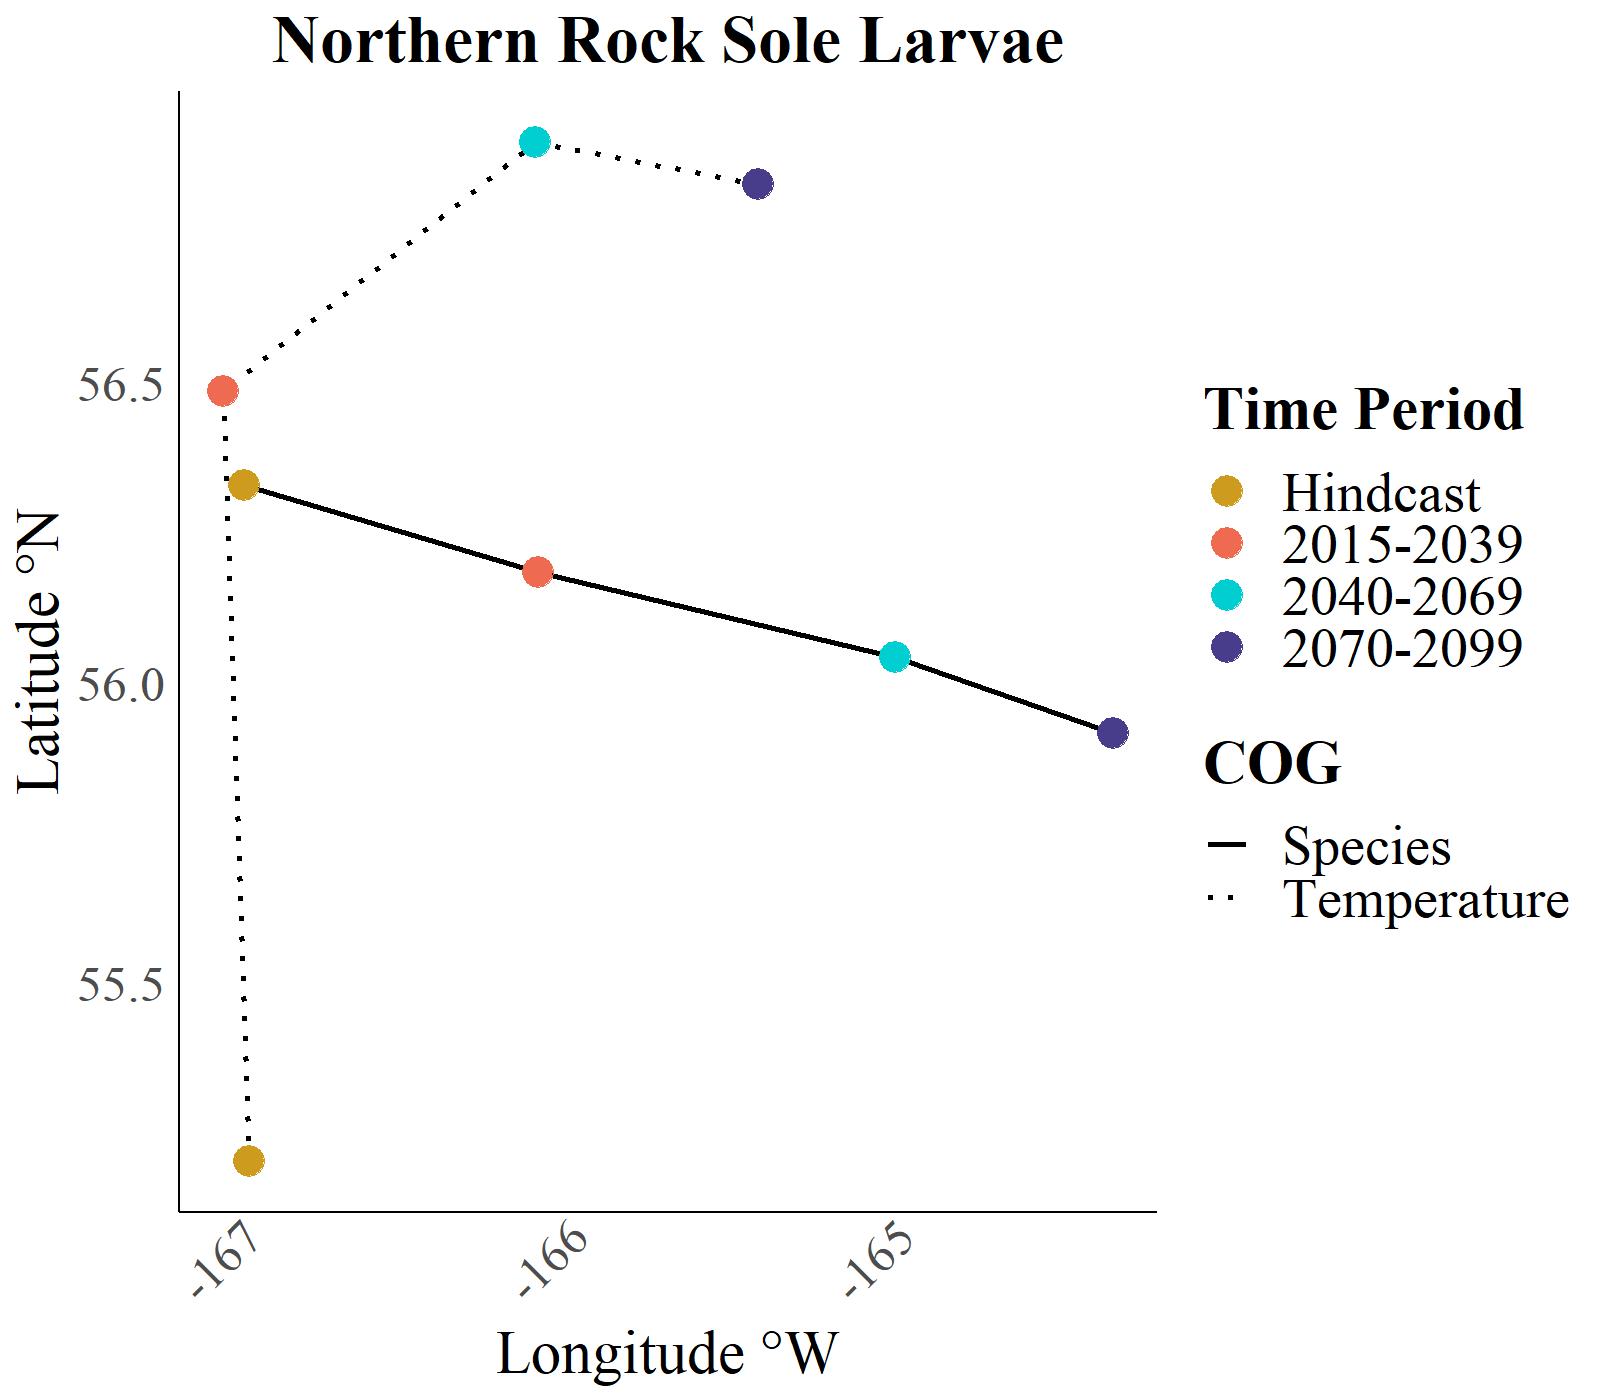 Northern Rock Sole Larvae
Latitude °N
56.5
56.0
55.5
-167
-166
-165
Longitude °W
Time Period
Hindcast
2015-2039
2040-2069
2070-2099
COG
Species
Temperature